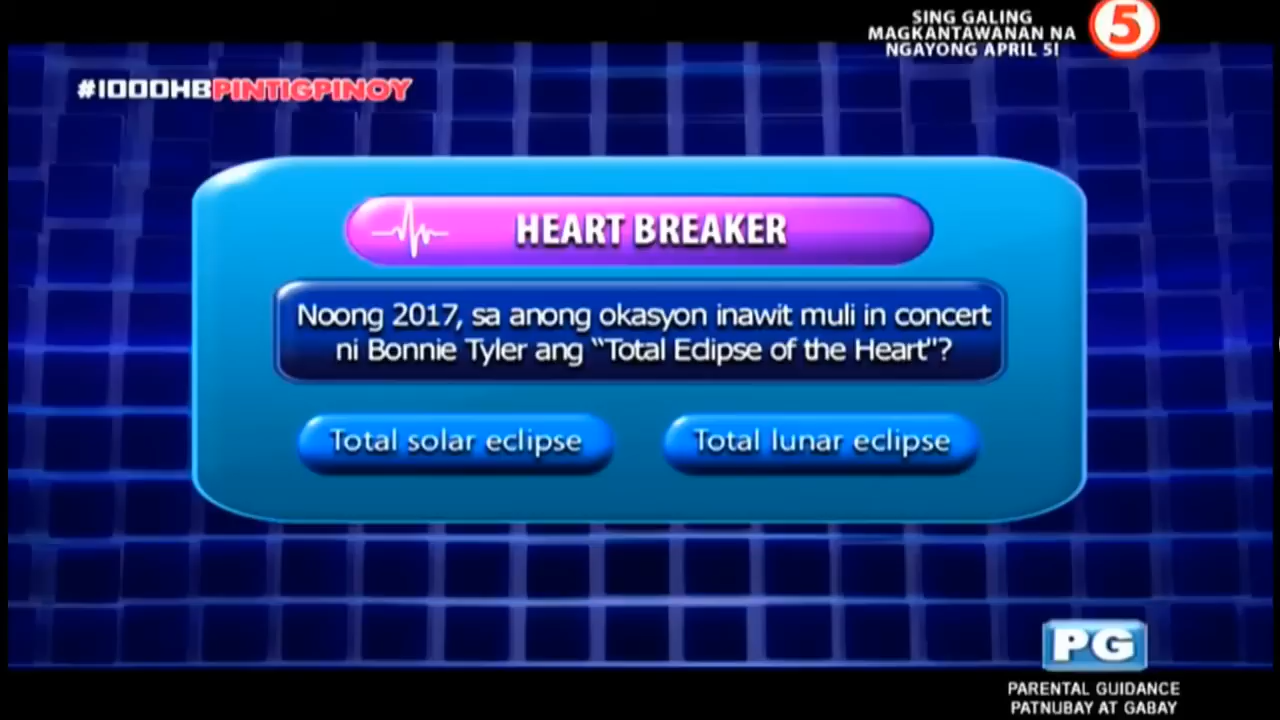 SING GALING
MAGKANTAWANAN NA
NGAYONG APRIL 5!
5
#1000HBPINTIGPINOY
HEART BREAKER
Noong 2017, sa anong okasyon inawit muli in concert
ni Bonnie Tyler ang “Total Eclipse of the Heart"?
Total solar eclipse
Total lunar eclipse
PG
PARENTAL GUIDANCE
PATNUBAY AT GABAY